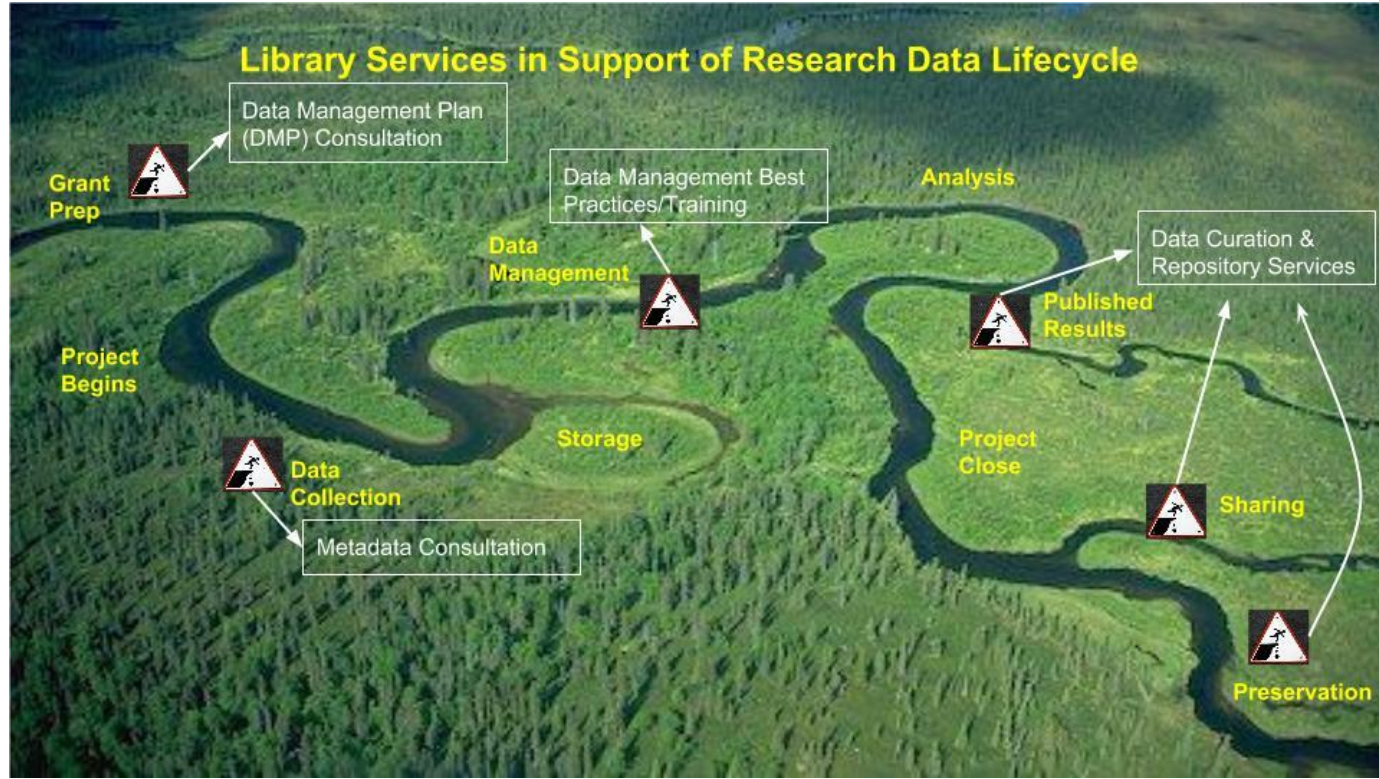 Library Services in Support of Research Data Lifecycle
Data Management Plan
(DMP) Consultation
Grant
Prep
Data Management Best
Practices/Training
Analysis
Data Curation &
Repository Services
Data
Management
Published
Results
Project
Begins
Storage
Project
Close
Data
Collection
Sharing
Metadata Consultation
Preservation